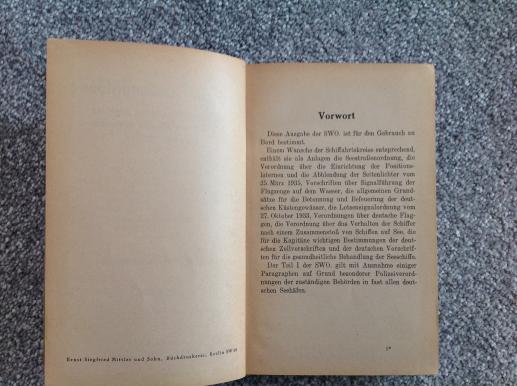 Ernst Siegfried Mittler und Sohn, Buchdruckerei, Berlin SW 68
Vorwort
Diese Ausgabe der SWO. ist für den Gebrauch an
Bord bestimmt.
Einem Wunsche der Schiffahrtskreise entsprechend,
enthält sie als Anlagen die Seestraßenordnung, die
Verordnung über die Einrichtung der Positions-
laternen und die Abblendung der Seitenlichter vom
25. März 1935, Vorschriften über Signalführung der
Flugzeuge auf dem Wasser, die allgemeinen Grund-
sätze für die Betonnung und Befeuerung der deut-
schen Küstengewässer, die Lotsensignalordnung vom
27. Oktober 1933, Verordnungen über deutsche Flag-
gen, die Verordnung über das Verhalten der Schiffer
nach einem Zusammenstoß von Schiffen auf See, die
für die Kapitäne wichtigen Bestimmungen der deut-
schen Zollvorschriften und der deutschen Vorschrif-
ten für die gesundheitliche Behandlung der Seeschiffe.
Der Teil I der SWO. gilt mit Ausnahme einiger
Paragraphen auf Grund besonderer Polizeiverord-
nungen der zuständigen Behörden in fast allen deut-
schen Seehäfen.